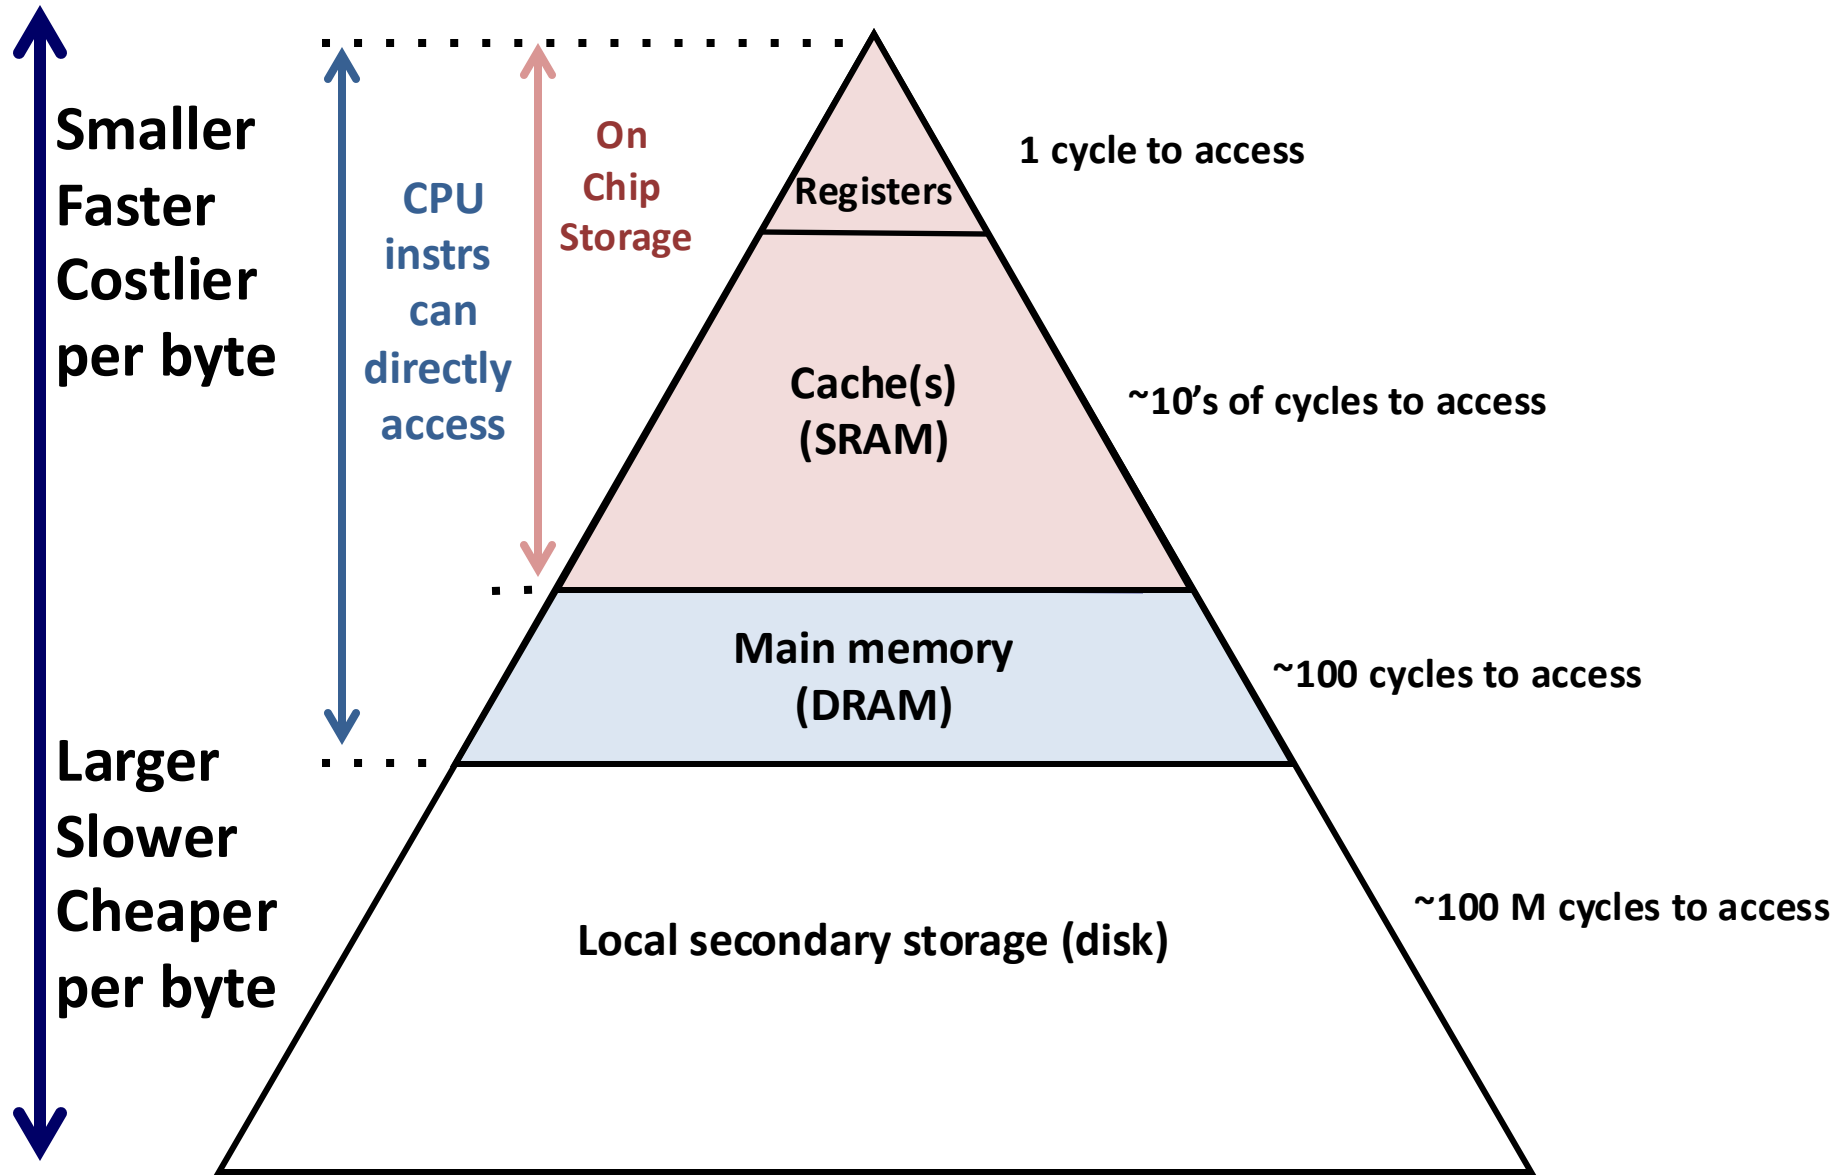 Smaller
Faster
Costlier
per byte
Larger
Slower
Cheaper
per byte
CPU
instrs
can
directly
access
On
Chip
Storage
Registers
Cache(s)
(SRAM)
Main memory
(DRAM)
Local secondary storage (disk)
1 cycle to access
~10’s of cycles to access
~100 cycles to access
~100 M cycles to access